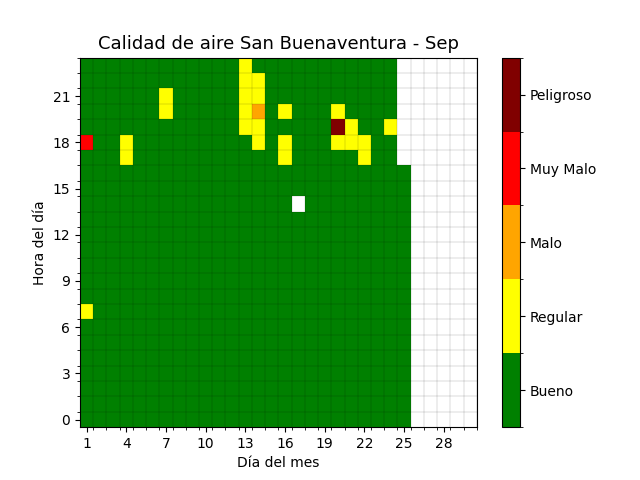 Calidad de aire San Buenaventura - Sep
Hora del día
21
18
15
12
9
6
3
0
1 4 7 10 13 16 19 22 25 28
Día del mes
Peligroso
Muy Malo
Malo
Regular
Bueno